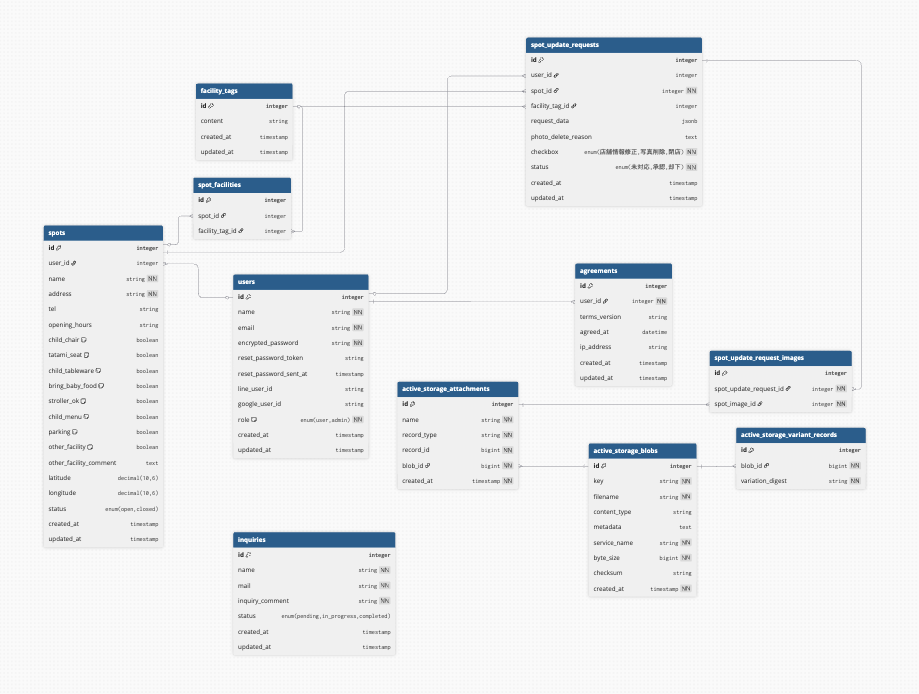 spot_update_requests
id integer
user_id integer
spot_id integer NN
facility_tag_id integer
request_data jsonb
photo_delete_reason text
checkbox enum(店舗情報修正,写真削除,閉店) NN
status enum(未対応,承認,却下) NN
created_at timestamp
updated_at timestamp
facility_tags
id integer
content string
created_at timestamp
updated_at timestamp
spot_facilities
id integer
spot_id integer
facility_tag_id integer
spots
id integer
user_id integer
name string NN
address string NN
tel string
opening_hours string
child_chair boolean
tatami_seat boolean
child_tableware boolean
bring_baby_food boolean
stroller_ok boolean
child_menu boolean
parking boolean
other_facility boolean
other_facility_comment text
latitude decimal(10,6)
longitude decimal(10,6)
status enum(open,closed)
created_at timestamp
updated_at timestamp
users
id integer
name string NN
email string NN
encrypted_password string NN
reset_password_token string
reset_password_sent_at timestamp
line_user_id string
google_user_id string
role enum(user,admin) NN
created_at timestamp
updated_at timestamp
agreements
id integer
user_id integer NN
terms_version string
agreed_at datetime
ip_address string
created_at timestamp
updated_at timestamp
spot_update_request_images
id integer
spot_update_request_id integer NN
spot_image_id integer NN
active_storage_attachments
id integer
name string NN
record_type string NN
record_id bigint NN
blob_id bigint NN
created_at timestamp NN
active_storage_blobs
id integer
key string NN
filename string NN
content_type string
metadata text
service_name string NN
byte_size bigint NN
checksum string
created_at timestamp NN
active_storage_variant_records
id integer
blob_id bigint NN
variation_digest string NN
inquiries
id integer
name string NN
mail string NN
inquiry_comment string NN
status enum(pending,in_progress,completed)
created_at timestamp
updated_at timestamp